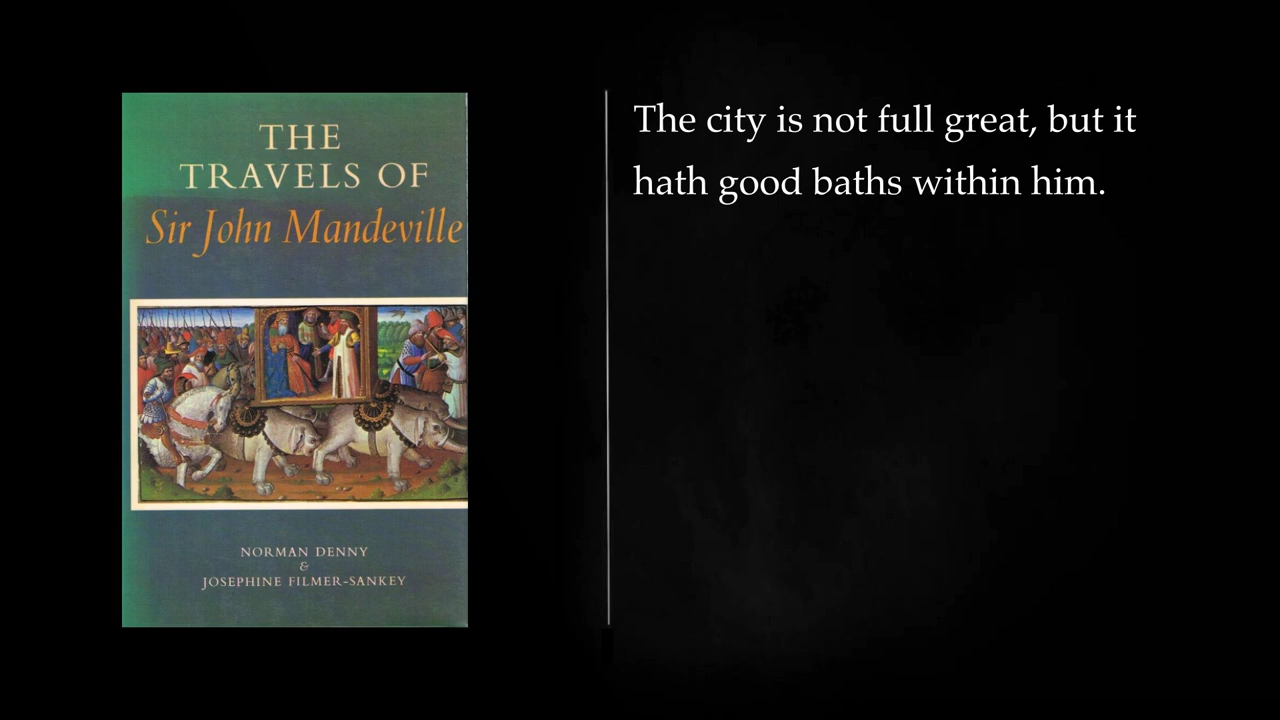 THE
TRAVELS OF
Sir John Mandeville
NORMAN DENNY
&
JOSEPHINE FILMER-SANKEY
The city is not full great, but it
hath good baths within him.